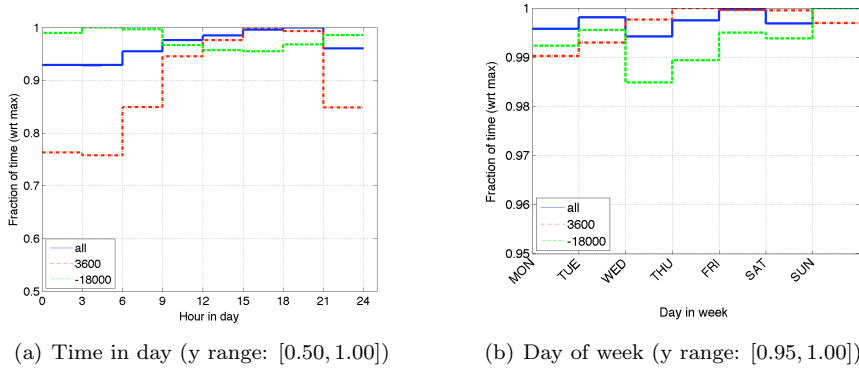 1
0.9
0.8
0.7
0.6
0.5
0 3 6 9 12 15 18 21 24
Fraction of time (wrt max)
Hour in day
all
3600
-18000
(a) Time in day (y range: [0.50, 1.00])
1
0.99
0.98
0.97
0.96
0.95
MON TUE WED THU FRI SAT SUN
Fraction of time (wrt max)
Day in week
all
3600
-18000
(b) Day of week (y range: [0.95, 1.00])